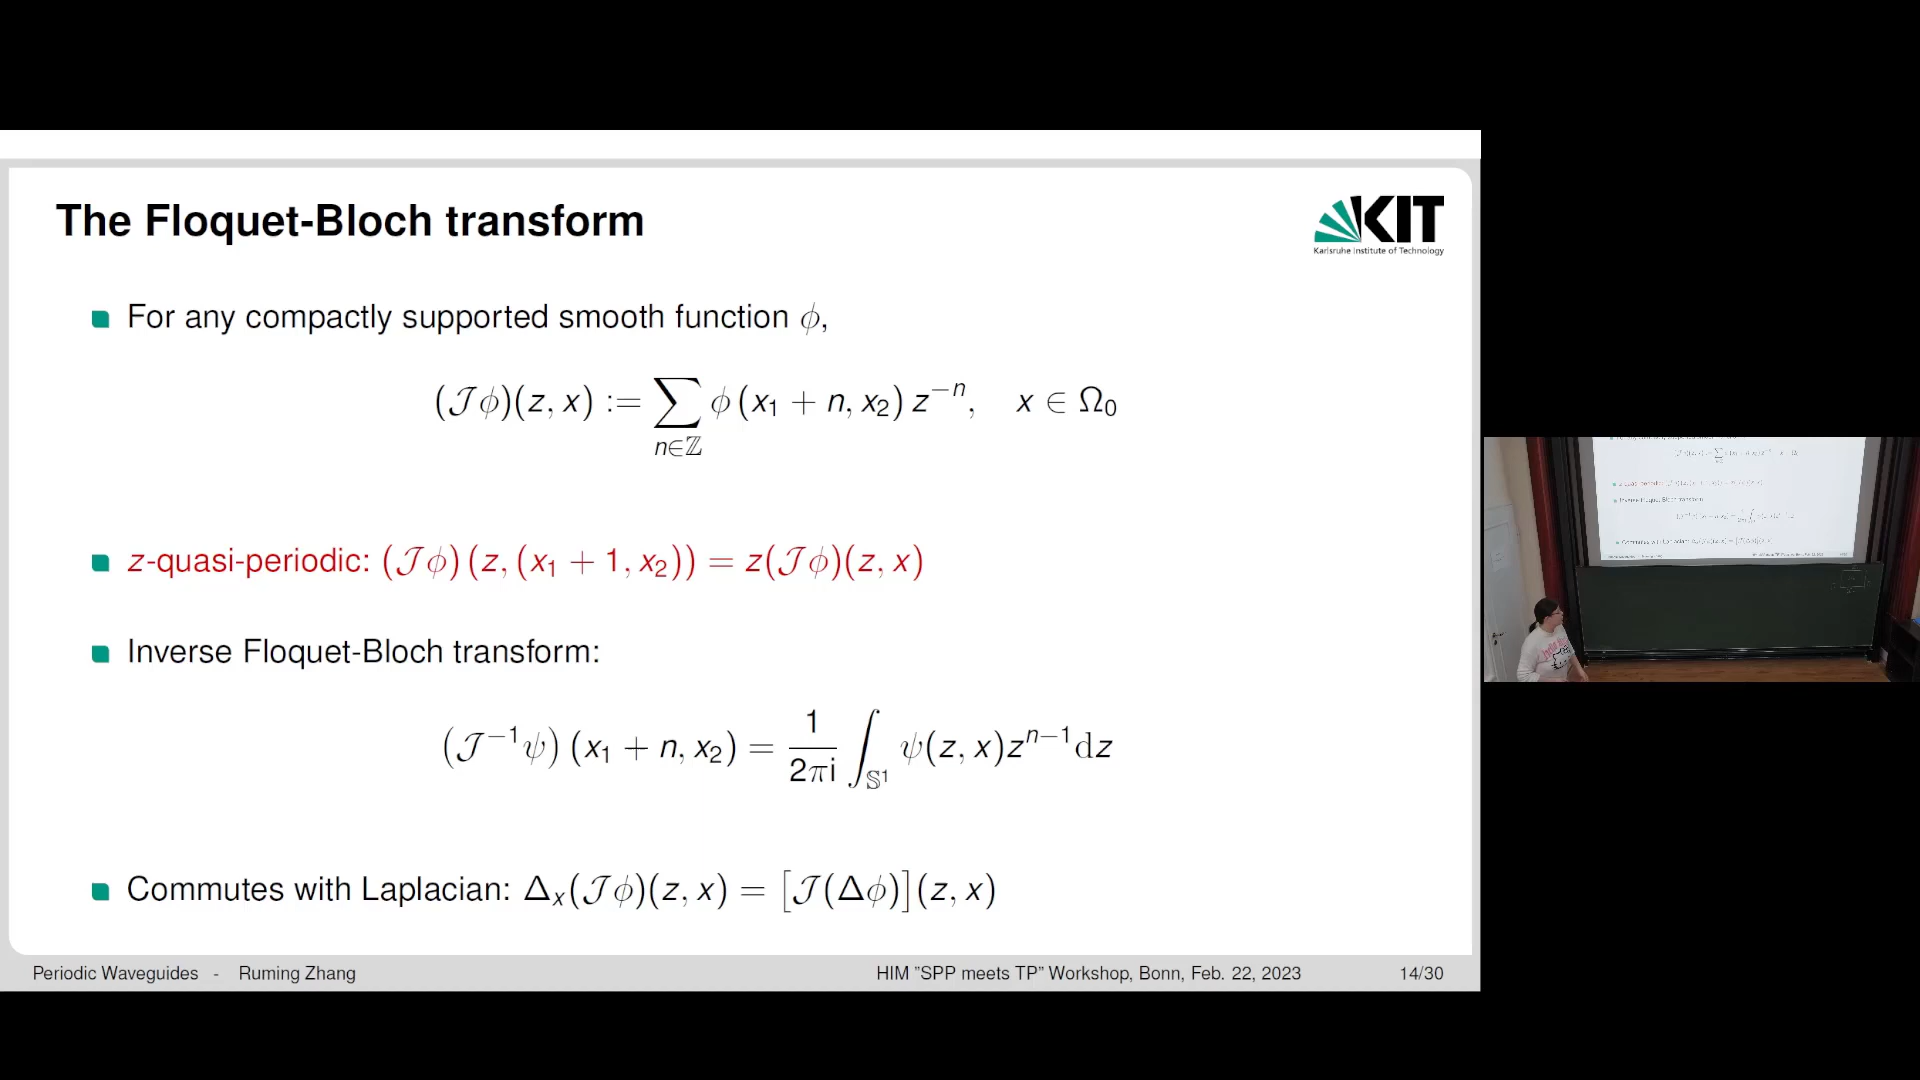 The Floquet-Bloch transform
KIT
Karlsruhe Institute of Technology
For any compactly supported smooth function ϕ,
(𝒥ϕ)(z, x) := ∑_{n∈ℤ} ϕ (x₁ + n, x₂) z⁻ⁿ, x ∈ Ω₀
z-quasi-periodic: (𝒥ϕ) (z, (x₁ + 1, x₂)) = z(𝒥ϕ)(z, x)
Inverse Floquet-Bloch transform:
(𝒥⁻¹ψ) (x₁ + n, x₂) = \frac{1}{2πi} ∫_{𝕊¹} ψ(z, x)zⁿ⁻¹dz
Commutes with Laplacian: Δₓ(𝒥ϕ)(z, x) = [𝒥(Δϕ)](z, x)
Periodic Waveguides - Ruming Zhang
HIM ”SPP meets TP” Workshop, Bonn, Feb. 22, 2023
14/30